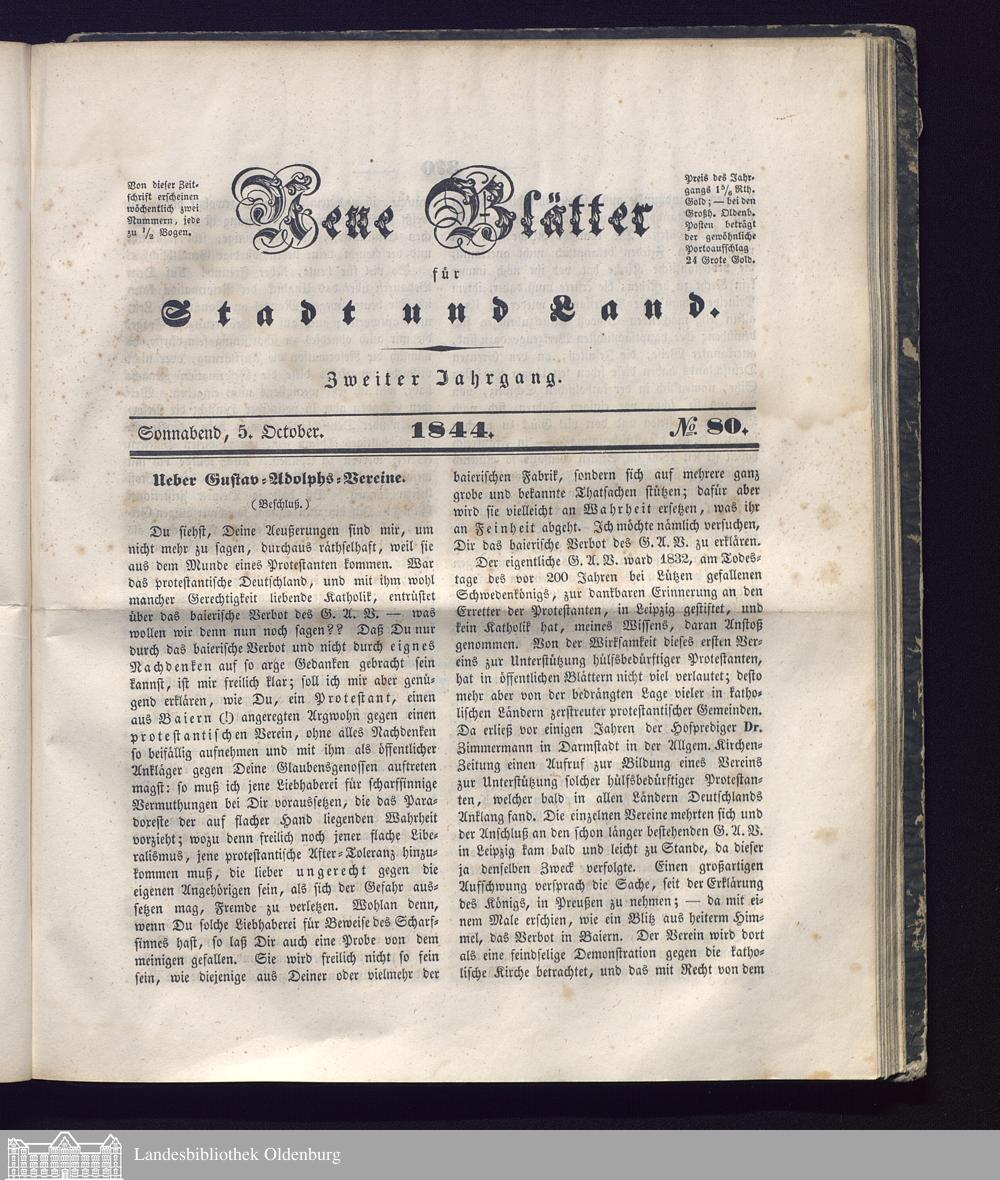 Von dieser Zeit-
schrift erscheinen
wöchentlich zwei
Nummern, jede
zu 1/2 Bogen.
Neue Blätter
für
Stadt und Land.
Preis des Jahr-
gangs 1 5/6 Rth.
Gold; — bei den
Großh. Oldenb.
Posten beträgt
der gewöhnliche
Portoaufschlag
24 Grote Gold.
Zweiter Jahrgang.
Sonnabend, 5. October. 1844. No. 80.
Ueber Gustav-Adolphs-Vereine.
(Beschluß.)
Du siehst, Deine Aeußerungen sind mir, um
nicht mehr zu sagen, durchaus räthselhaft, weil sie
aus dem Munde eines Protestanten kommen. War
das protestantische Deutschland, und mit ihm wohl
mancher Gerechtigkeit liebende Katholik, entrüstet
über das baierische Verbot des G. A. V. — was
wollen wir denn nun noch sagen?? Daß Du nur
durch das baierische Verbot und nicht durch eignes
Nachdenken auf so arge Gedanken gebracht sein
kannst, ist mir freilich klar; soll ich mir aber genü-
gend erklären, wie Du, ein Protestant, einen
aus Baiern (!) angeregten Argwohn gegen einen
protestantischen Verein, ohne alles Nachdenken
so beifällig aufnehmen und mit ihm als öffentlicher
Ankläger gegen Deine Glaubensgenossen auftreten
magst: so muß ich jene Liebhaberei für scharfsinnige
Vermuthungen bei Dir voraussetzen, die das Para-
doxeste der auf flacher Hand liegenden Wahrheit
vorzieht; wozu denn freilich noch jener flache Libe-
ralismus, jene protestantische After-Toleranz hinzu-
kommen muß, die lieber ungerecht gegen die
eigenen Angehörigen sein, als sich der Gefahr aus-
setzen mag, Fremde zu verletzen. Wohlan denn,
wenn Du solche Liebhaberei für Beweise des Scharf-
sinnes hast, so laß Dir auch eine Probe von dem
meinigen gefallen. Sie wird freilich nicht so fein
sein, wie diejenige aus Deiner oder vielmehr der
baierischen Fabrik, sondern sich auf mehrere ganz
grobe und bekannte Thatsachen stützen; dafür aber
wird sie vielleicht an Wahrheit ersetzen, was ihr
an Feinheit abgeht. Ich möchte nämlich versuchen,
Dir das baierische Verbot des G. A. V. zu erklären.
Der eigentliche G. A. V. ward 1832, am Todes-
tage des vor 200 Jahren bei Lützen gefallenen
Schwedenkönigs, zur dankbaren Erinnerung an den
Erretter der Protestanten, in Leipzig gestiftet, und
kein Katholik hat, meines Wissens, daran Anstoß
genommen. Von der Wirksamkeit dieses ersten Ver-
eins zur Unterstützung hülfsbedürftiger Protestanten,
hat in öffentlichen Blättern nicht viel verlautet; desto
mehr aber von der bedrängten Lage vieler in katho-
lischen Ländern zerstreuter protestantischer Gemeinden.
Da erließ vor einigen Jahren der Hofprediger Dr.
Zimmermann in Darmstadt in der Allgem. Kirchen-
Zeitung einen Aufruf zur Bildung eines Vereins
zur Unterstützung solcher hülfsbedürftiger Protestan-
ten, welcher bald in allen Ländern Deutschlands
Anklang fand. Die einzelnen Vereine mehrten sich und
der Anschluß an den schon länger bestehenden G. A. V.
in Leipzig kam bald und leicht zu Stande, da dieser
ja denselben Zweck verfolgte. Einen großartigen
Aufschwung versprach die Sache, seit der Erklärung
des Königs, in Preußen zu nehmen; — da mit ei-
nem Male erschien, wie ein Blitz aus heiterm Him-
mel, das Verbot in Baiern. Der Verein wird dort
als eine feindselige Demonstration gegen die katho-
lische Kirche betrachtet, und das mit Recht von dem
Landesbibliothek Oldenburg